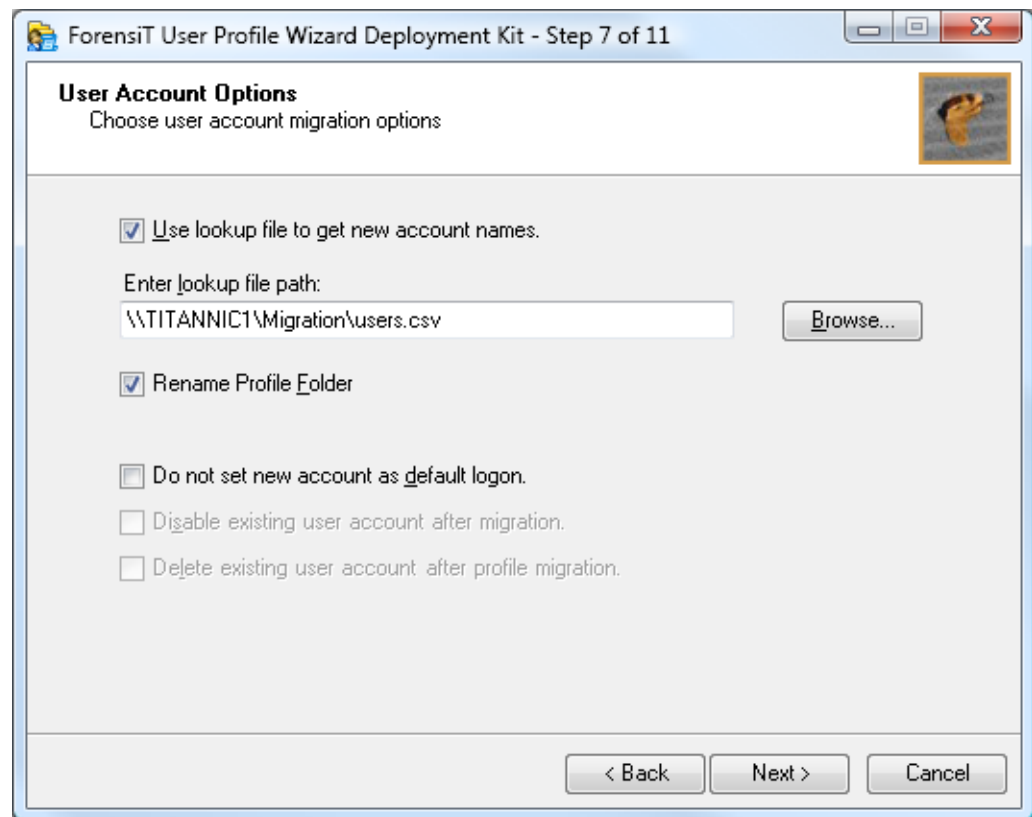 ForensiT User Profile Wizard Deployment Kit - Step 7 of 11
User Account Options
Choose user account migration options
Use lookup file to get new account names.
Enter lookup file path:
\\TITANNIC1\Migration\users.csv
Browse...
Rename Profile Folder
Do not set new account as default logon.
Disable existing user account after migration.
Delete existing user account after profile migration.
< Back
Next >
Cancel